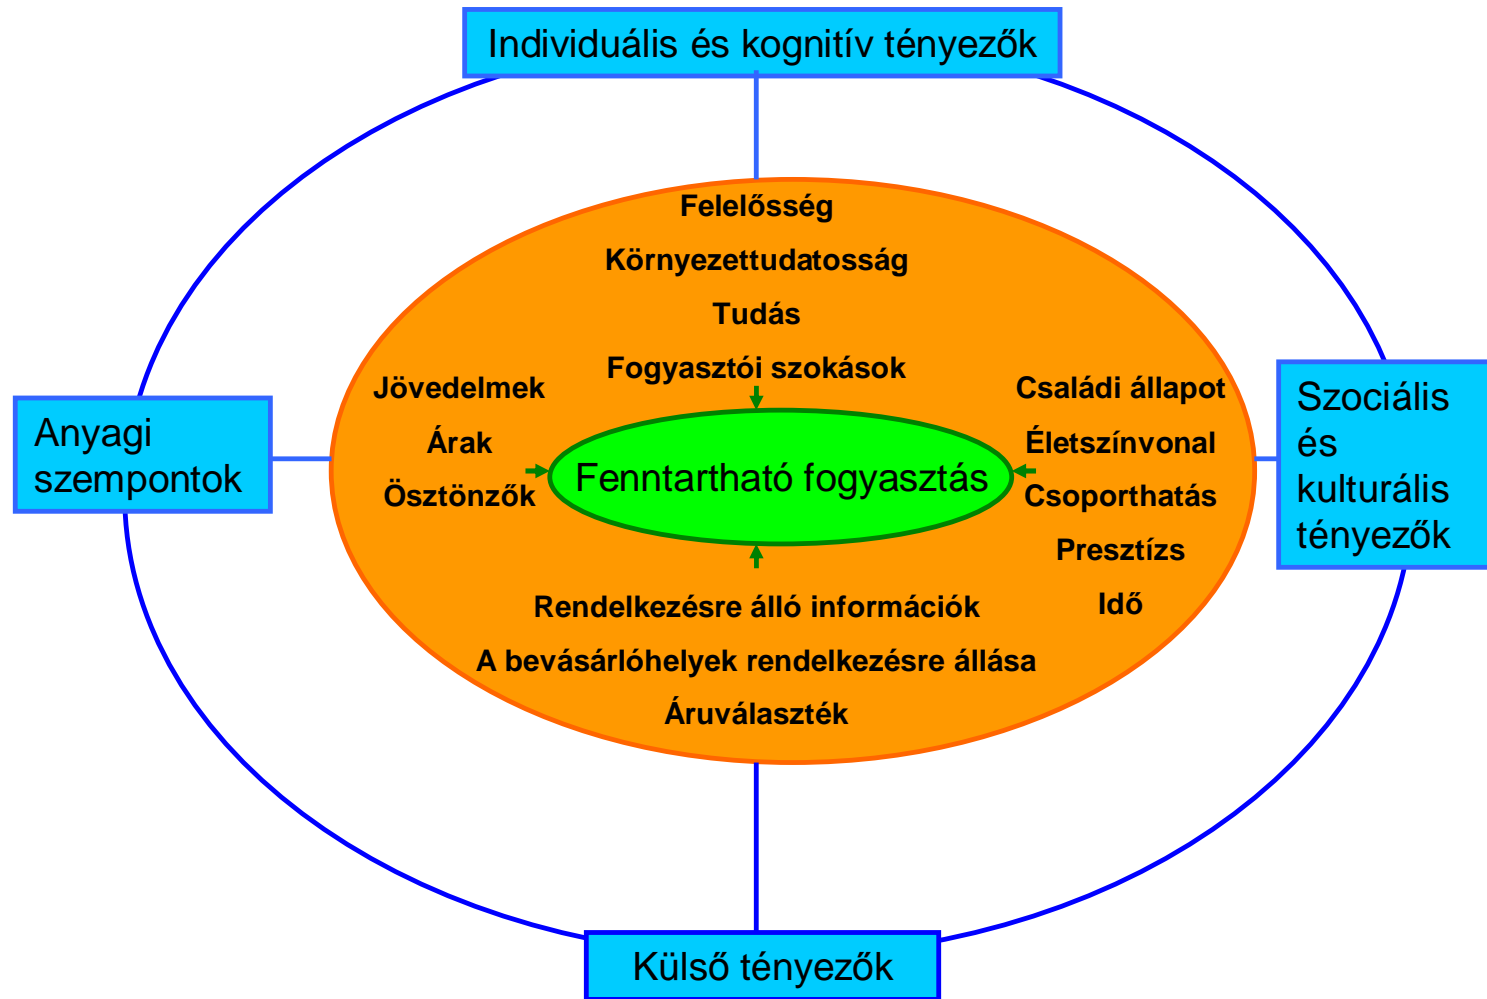 Individuális és kognitív tényezők
Felelősség
Környezettudatosság
Tudás
Fogyasztói szokások
Anyagi
szempontok
Jövedelmek
Árak
Ösztönzők
Fenntartható fogyasztás
Családi állapot
Életszínvonal
Csoporthatás
Presztízs
Idő
Szociális
és
kulturális
tényezők
Rendelkezésre álló információk
A bevásárlóhelyek rendelkezésre állása
Áruválaszték
Külső tényezők